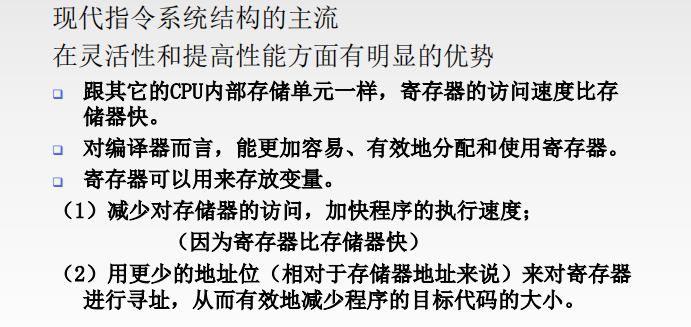 现代指令系统结构的主流
在灵活性和提高性能方面有明显的优势
跟其它的CPU内部存储单元一样，寄存器的访问速度比存
储器快。
对编译器而言，能更加容易、有效地分配和使用寄存器。
寄存器可以用来存放变量。
（1）减少对存储器的访问，加快程序的执行速度；
（因为寄存器比存储器快）
（2）用更少的地址位（相对于存储器地址来说）来对寄存器
进行寻址，从而有效地减少程序的目标代码的大小。